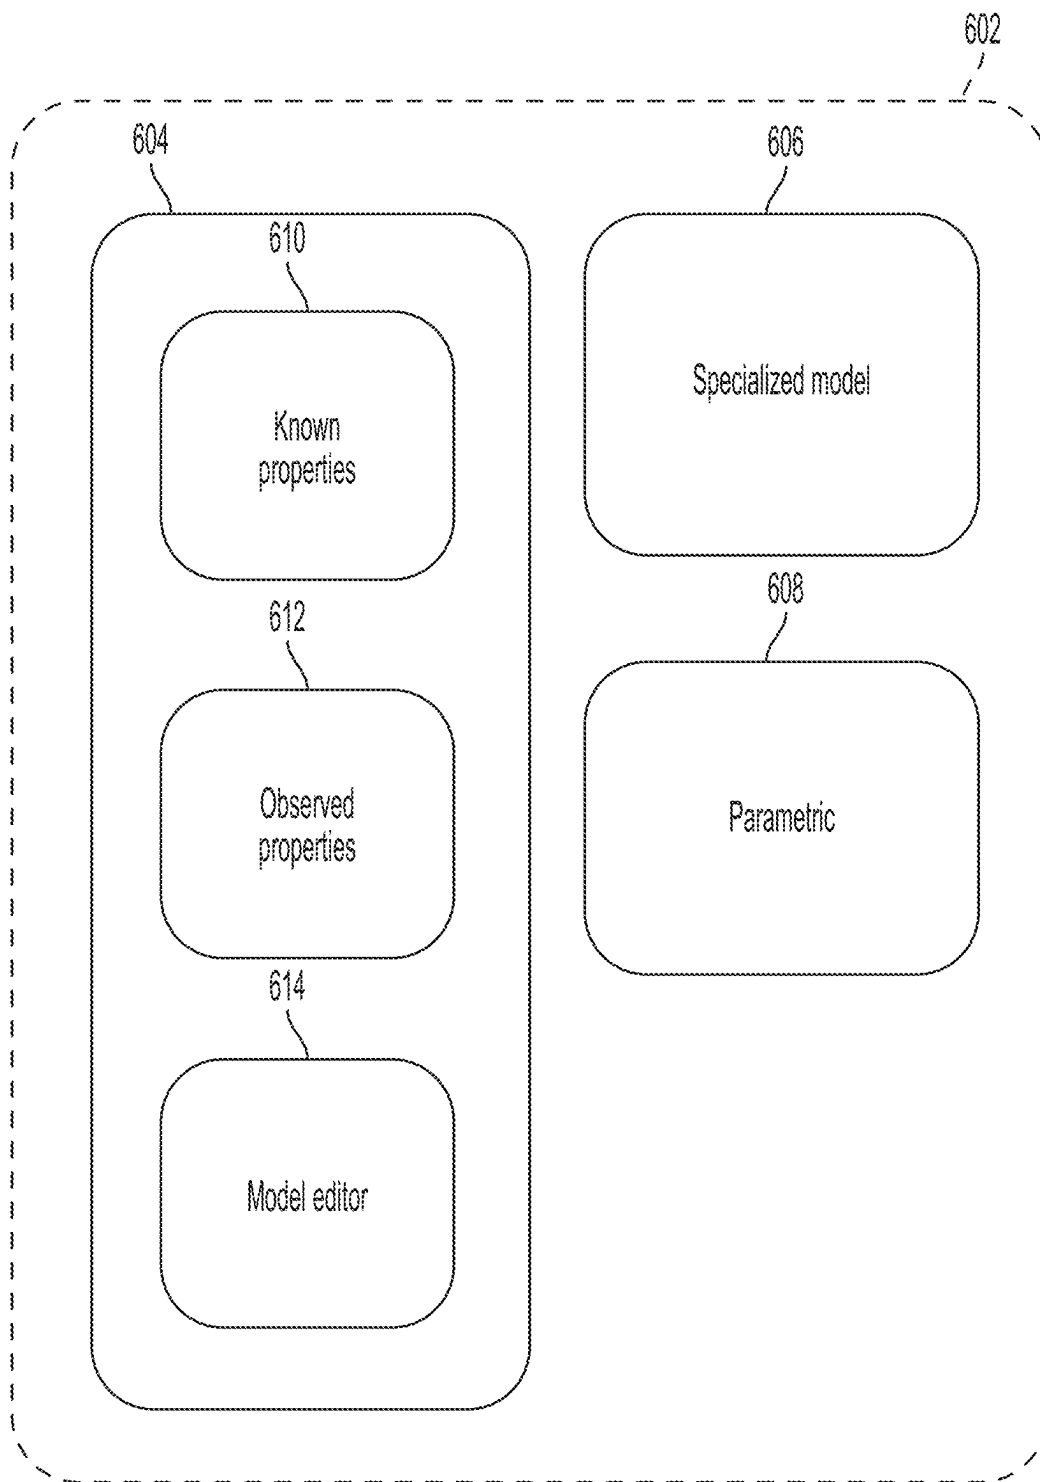 602
604
606
610
Specialized model
Known
properties
608
612
Observed
properties
Parametric
614
Model editor